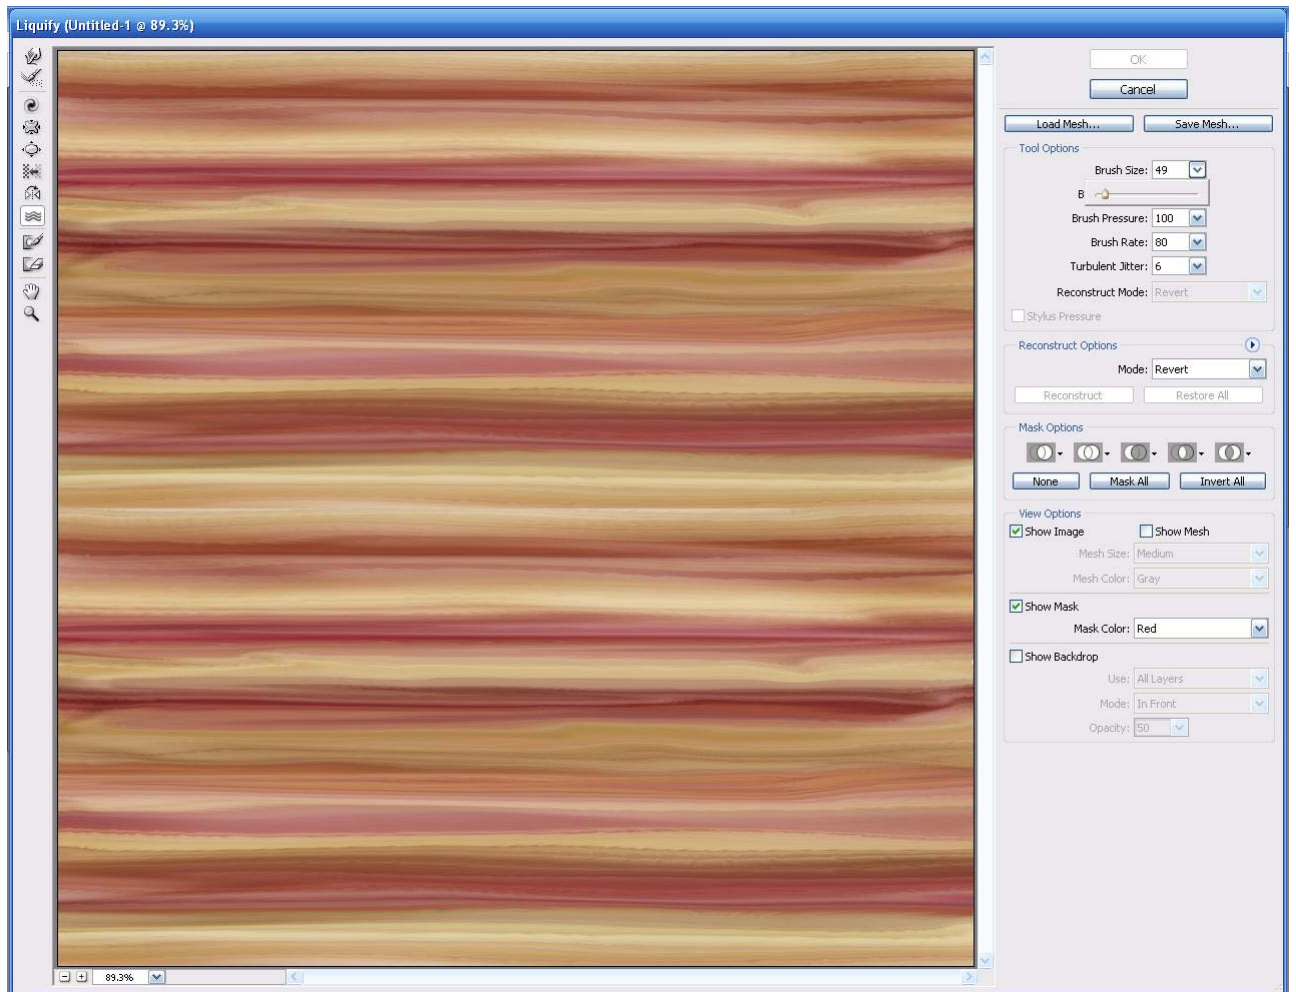 Liquify (Untitled-1 @ 89.3%)
OK
Cancel
Load Mesh... Save Mesh...
Tool Options
Brush Size: 49
B
Brush Pressure: 100
Brush Rate: 80
Turbulent Jitter: 6
Reconstruct Mode: Revert
Stylus Pressure
Reconstruct Options
Mode: Revert
Reconstruct Restore All
Mask Options
None Mask All Invert All
View Options
Show Image Show Mesh
Mesh Size: Medium
Mesh Color: Gray
Show Mask
Mask Color: Red
Show Backdrop
Use: All Layers
Mode: In Front
Opacity: 50
89.3%